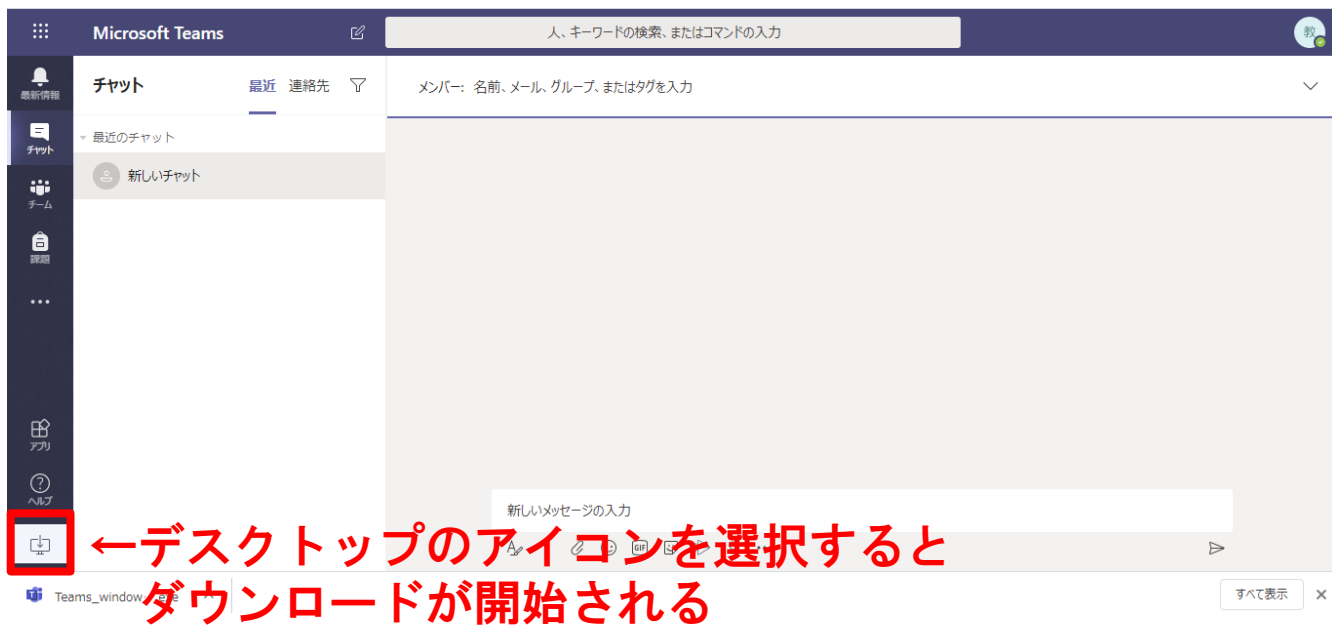 Microsoft Teams
人、キーワードの検索、またはコマンドの入力
教
最新情報
チャット
最近 連絡先
メンバー: 名前、メール、グループ、またはタグを入力
チャット
最近のチャット
新しいチャット
チーム
課題
アプリ
ヘルプ
新しいメッセージの入力
GIF
←デスクトップのアイコンを選択すると
ダウンロードが開始される
すべて表示